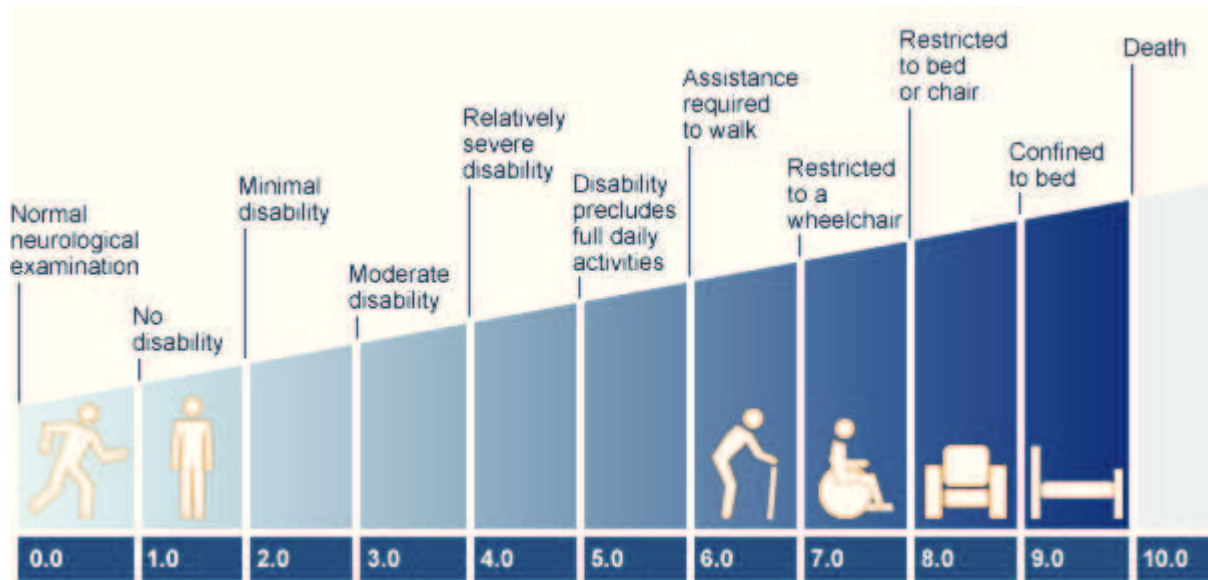 Normal
neurological
examination
No
disability
Minimal
disability
Moderate
disability
Relatively
severe
disability
Disability
precludes
full daily
activities
Assistance
required
to walk
Restricted
to a
wheelchair
Restricted
to bed
or chair
Confined
to bed
Death
0.0 1.0 2.0 3.0 4.0 5.0 6.0 7.0 8.0 9.0 10.0